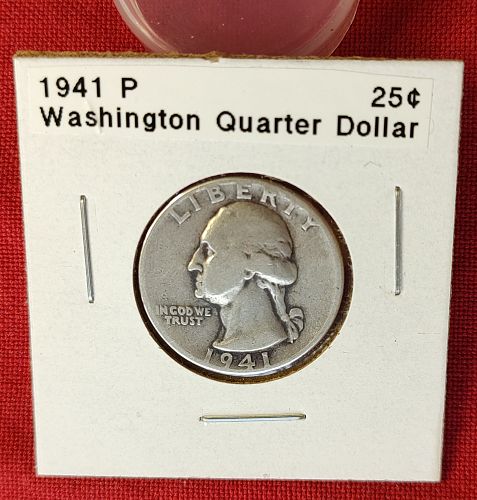 1941 P 25¢
Washington Quarter Dollar
LIBERTY
IN GOD WE
TRUST
1941